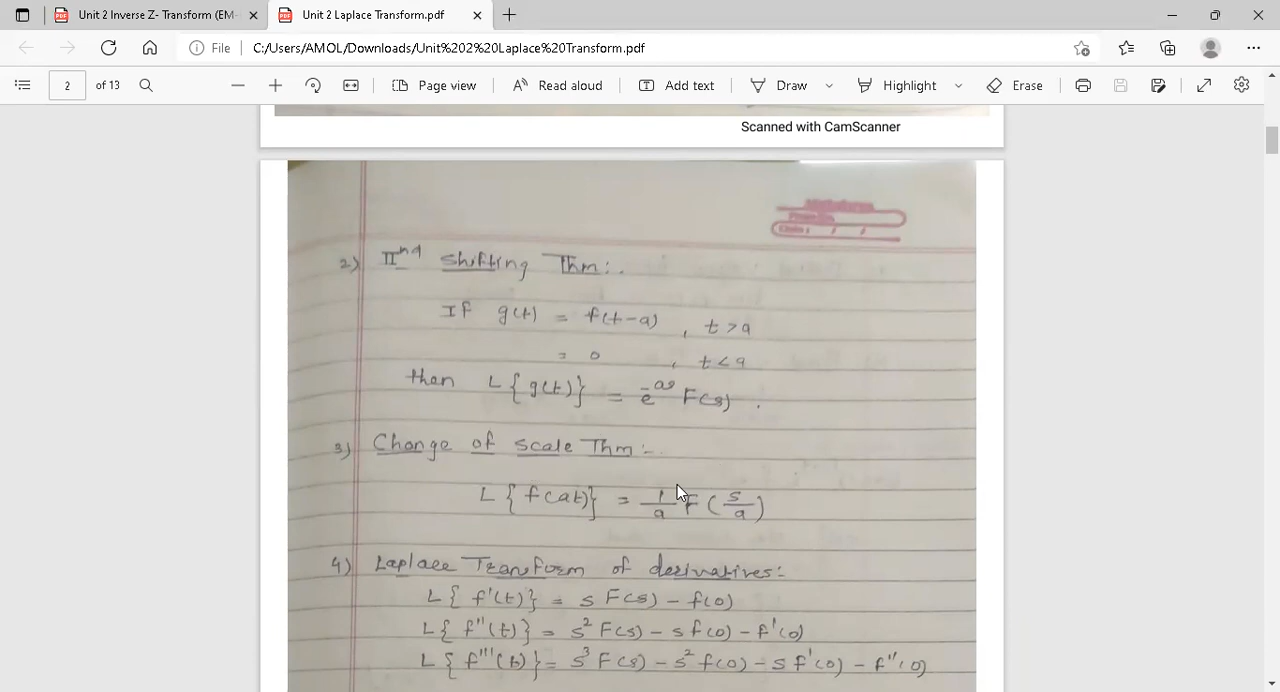 Unit 2 Inverse Z- Transform (EM-
Unit 2 Laplace Transform.pdf
File
C:/Users/AMOL/Downloads/Unit%202%20Laplace%20Transform.pdf
2 of 13
Page view
Read aloud
Add text
Draw
Highlight
Erase
Scanned with CamScanner
2) IInd Shifting Thm:.
If g(t) = f(t-a) , t>a
= 0 , t<a
then L{g(t)} = e^-as F(s) .
3) Change of scale Thm:-.
L{f(at)} = 1/a F(s/a)
4) Laplace Transform of derivatives:-
L{f'(t)} = s F(s) - f(0)
L{f''(t)} = s² F(s) - s f(0) - f'(0)
L{f'''(t)} = s³ F(s) - s² f(0) - s f'(0) - f''(0)